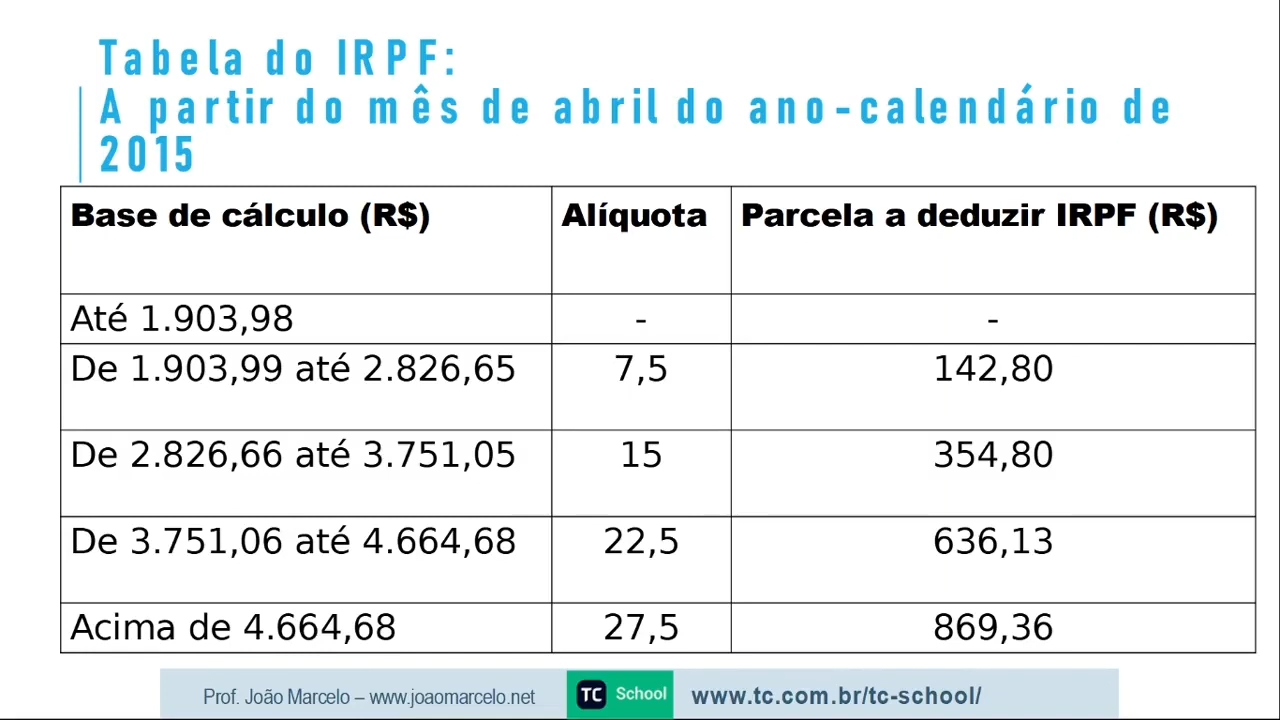 Tabela do IRPF:
A partir do mês de abril do ano-calendário de
2015
Base de cálculo (R$) Alíquota Parcela a deduzir IRPF (R$)
Até 1.903,98 - -
De 1.903,99 até 2.826,65 7,5 142,80
De 2.826,66 até 3.751,05 15 354,80
De 3.751,06 até 4.664,68 22,5 636,13
Acima de 4.664,68 27,5 869,36
Prof. João Marcelo – www.joaomarcelo.net TC School www.tc.com.br/tc-school/